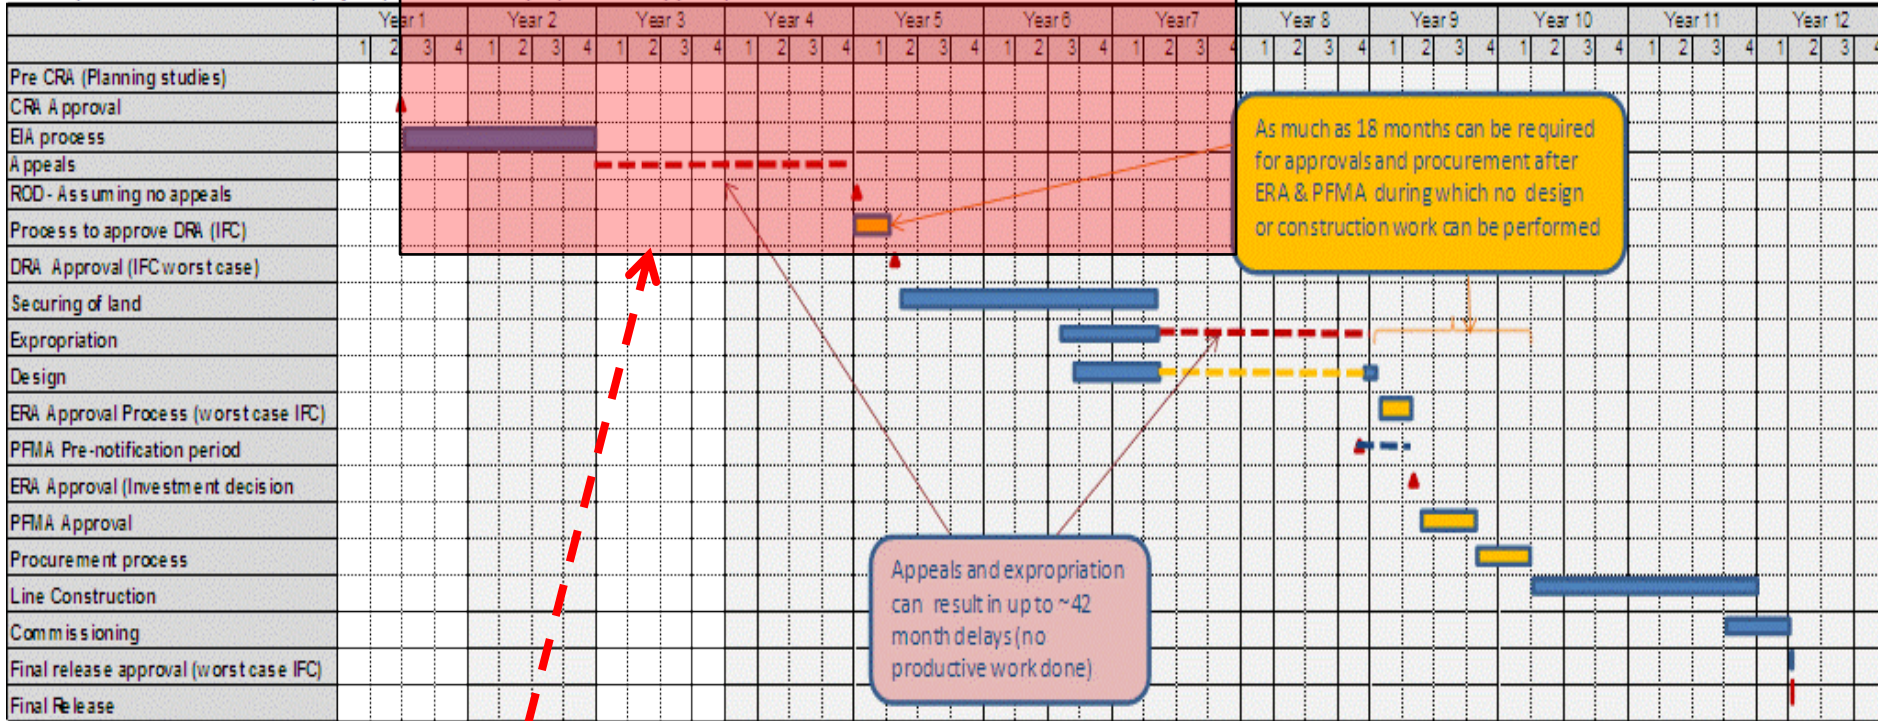 Year 1 Year 2 Year 3 Year 4 Year 5 Year 6 Year7 Year 8 Year 9 Year 10 Year 11 Year 12
1 2 3 4 1 2 3 4 1 2 3 4 1 2 3 4 1 2 3 4 1 2 3 4 1 2 3 4 1 2 3 4 1 2 3 4 1 2 3 4 1 2 3 4 1 2 3 4
Pre CRA (Planning studies)
CRA Approval
EIA process
Appeals
ROD - Assuming no appeals
Process to approve DRA (IFC)
DRA Approval (IFC worst case)
Securing of land
Expropriation
Design
ERA Approval Process (worst case IFC)
PFMA Pre-notification period
ERA Approval (Investment decision
PFMA Approval
Procurement process
Line Construction
Commissioning
Final release approval (worst case IFC)
Final Release
As much as 18 months can be required
for approvals and procurement after
ERA & PFMA during which no design
or construction work can be performed
Appeals and expropriation
can result in up to ~42
month delays (no
productive work done)